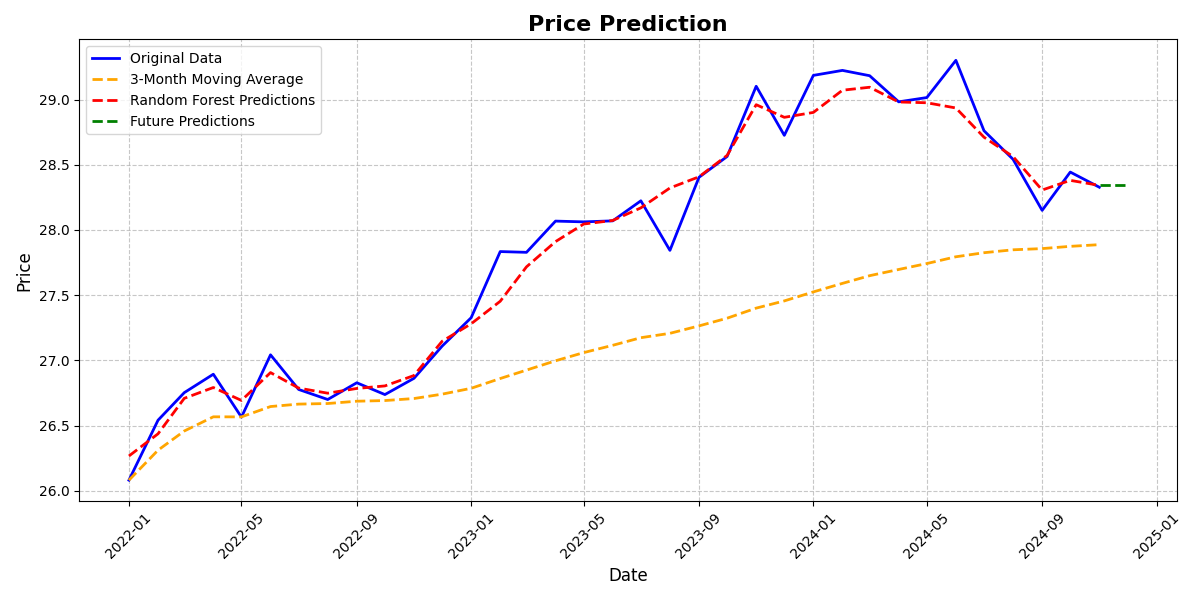 Price Prediction
Original Data
3-Month Moving Average
Random Forest Predictions
Future Predictions
Price
29.0
28.5
28.0
27.5
27.0
26.5
26.0
2022-01
2022-05
2022-09
2023-01
2023-05
2023-09
2024-01
2024-05
2024-09
2025-01
Date